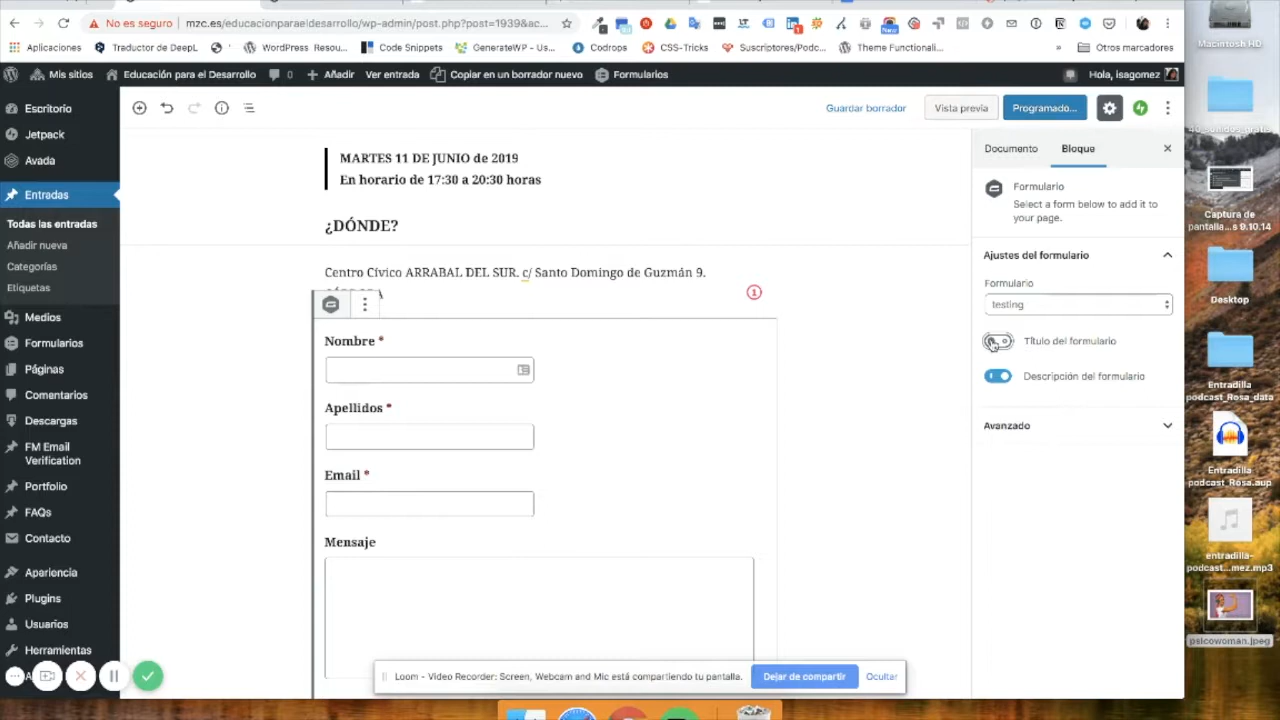 No es seguro
mzc.es/educacionparaeldesarrollo/wp-admin/post.php?post=1939&ac...
Aplicaciones
Traductor de DeepL
WordPress Resou...
Code Snippets
GenerateWP - Us...
Codrops
CSS-Tricks
Suscriptores/Podc...
Theme Functionali...
»
Otros marcadores
Mis sitios
Educación para el Desarrollo
0
Añadir
Ver entrada
Copiar en un borrador nuevo
Formularios
Hola, isagomez
Escritorio
Jetpack
Avada
Entradas
Todas las entradas
Añadir nueva
Categorías
Etiquetas
Medios
Formularios
Páginas
Comentarios
Descargas
FM Email
Verification
Portfolio
FAQs
Contacto
Apariencia
Plugins
Usuarios
Herramientas
Guardar borrador
Vista previa
Programado...
MARTES 11 DE JUNIO de 2019
En horario de 17:30 a 20:30 horas
¿DÓNDE?
Centro Cívico ARRABAL DEL SUR. c/ Santo Domingo de Guzmán 9.
1
Nombre *
Apellidos *
Email *
Mensaje
Documento
Bloque
Formulario
Select a form below to add it to
your page.
Ajustes del formulario
Formulario
testing
Título del formulario
Descripción del formulario
Avanzado
Loom - Video Recorder: Screen, Webcam and Mic está compartiendo tu pantalla.
Dejar de compartir
Ocultar
Macintosh HD
40_sonidos_gratis
Captura de
pantalla...s 9.10.14
Desktop
Entradilla
podcast_Rosa_data
Entradilla
podcast_Rosa.aup
entradilla-
podcast...mez.mp3
psicowoman.jpeg